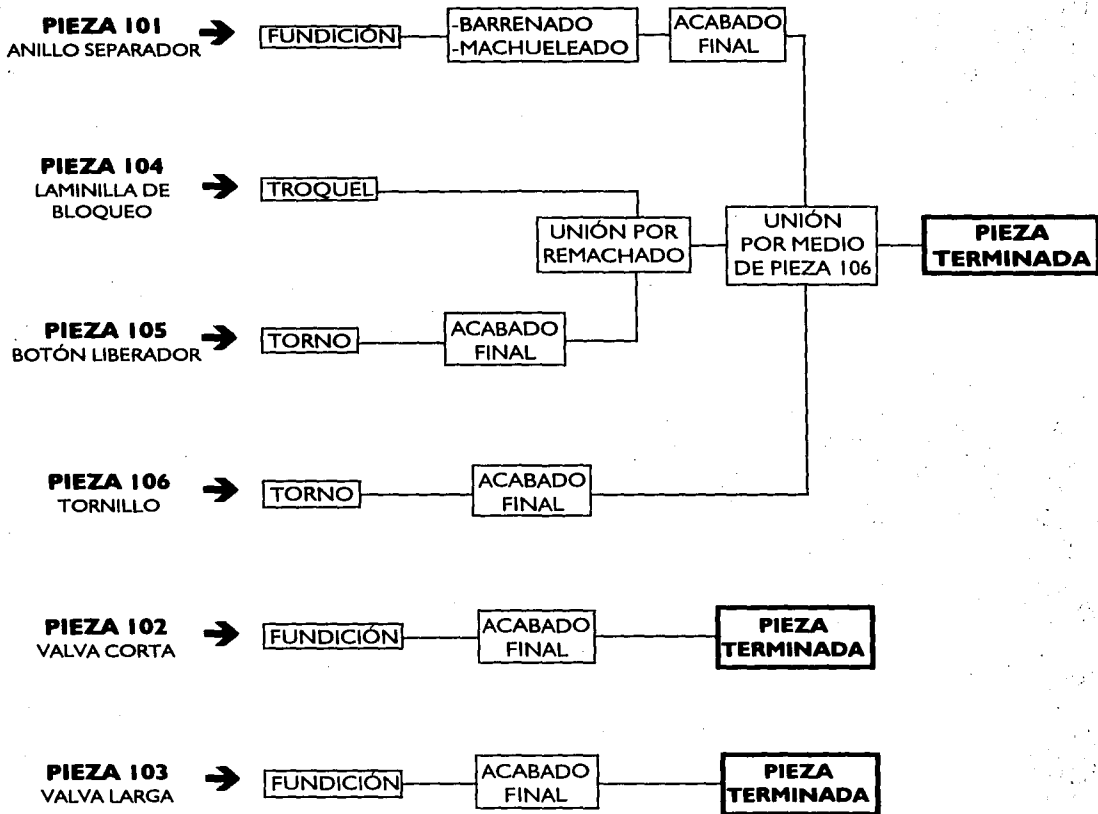 PIEZA 101
ANILLO SEPARADOR
FUNDICIÓN
-BARRENADO
-MACHUELEADO
ACABADO
FINAL
PIEZA 104
LAMINILLA DE
BLOQUEO
TROQUEL
UNIÓN POR
REMACHADO
UNIÓN
POR MEDIO
DE PIEZA 106
PIEZA
TERMINADA
PIEZA 105
BOTÓN LIBERADOR
TORNO
ACABADO
FINAL
PIEZA 106
TORNILLO
TORNO
ACABADO
FINAL
PIEZA 102
VALVA CORTA
FUNDICIÓN
ACABADO
FINAL
PIEZA
TERMINADA
PIEZA 103
VALVA LARGA
FUNDICIÓN
ACABADO
FINAL
PIEZA
TERMINADA